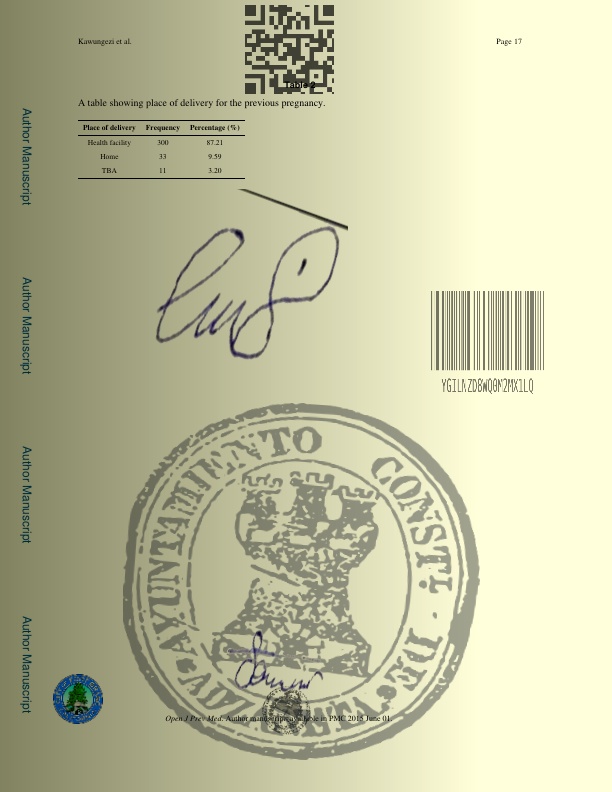 Kawungezi et al.
Page 17
Table 2
A table showing place of delivery for the previous pregnancy.
Place of delivery Frequency Percentage (%)
Health facility 300 87.21
Home 33 9.59
TBA 11 3.20
Author Manuscript
Author Manuscript
Author Manuscript
Author Manuscript
YGILNZD8WQ0M2MX1LQ
AYUNTAMIENTO CONST! DE
Open J Prev Med. Author manuscript; available in PMC 2015 June 01.